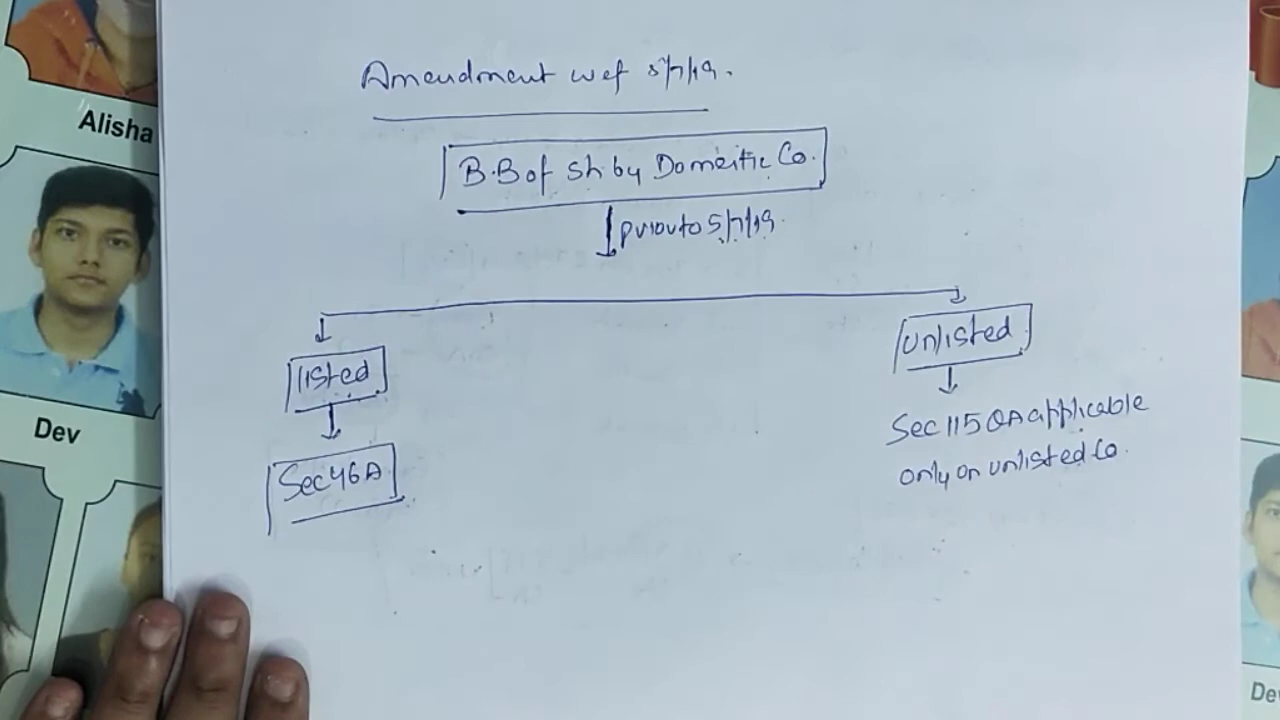 Amendment wef 5/7/19.
B.B of Sh by Domestic Co.
prior to 5/7/19.
listed
Unlisted
Sec 46A
Sec 115QA applicable
only on unlisted Co.
Alisha
Dev
De